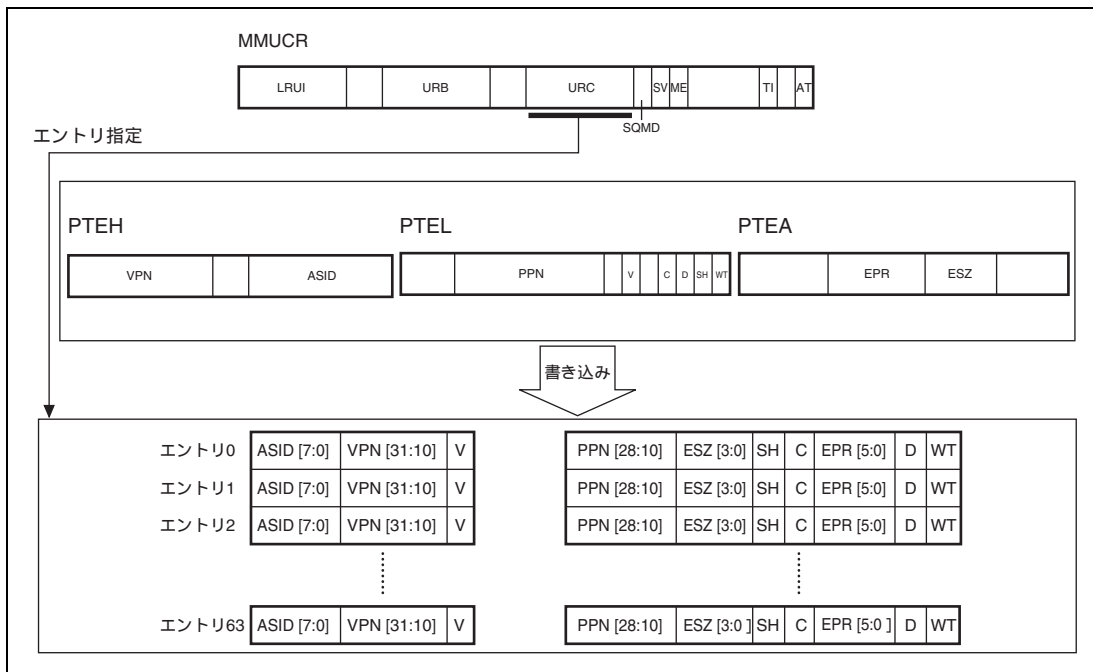 MMUCR
LRUI URB URC SV ME TI AT
SQMD
エントリ指定
PTEH PTEL PTEA
VPN ASID PPN V C D SH WT EPR ESZ
書き込み
エントリ0 ASID [7:0] VPN [31:10] V PPN [28:10] ESZ [3:0] SH C EPR [5:0] D WT
エントリ1 ASID [7:0] VPN [31:10] V PPN [28:10] ESZ [3:0] SH C EPR [5:0] D WT
エントリ2 ASID [7:0] VPN [31:10] V PPN [28:10] ESZ [3:0] SH C EPR [5:0] D WT
エントリ63 ASID [7:0] VPN [31:10] V PPN [28:10] ESZ [3:0 ] SH C EPR [5:0 ] D WT